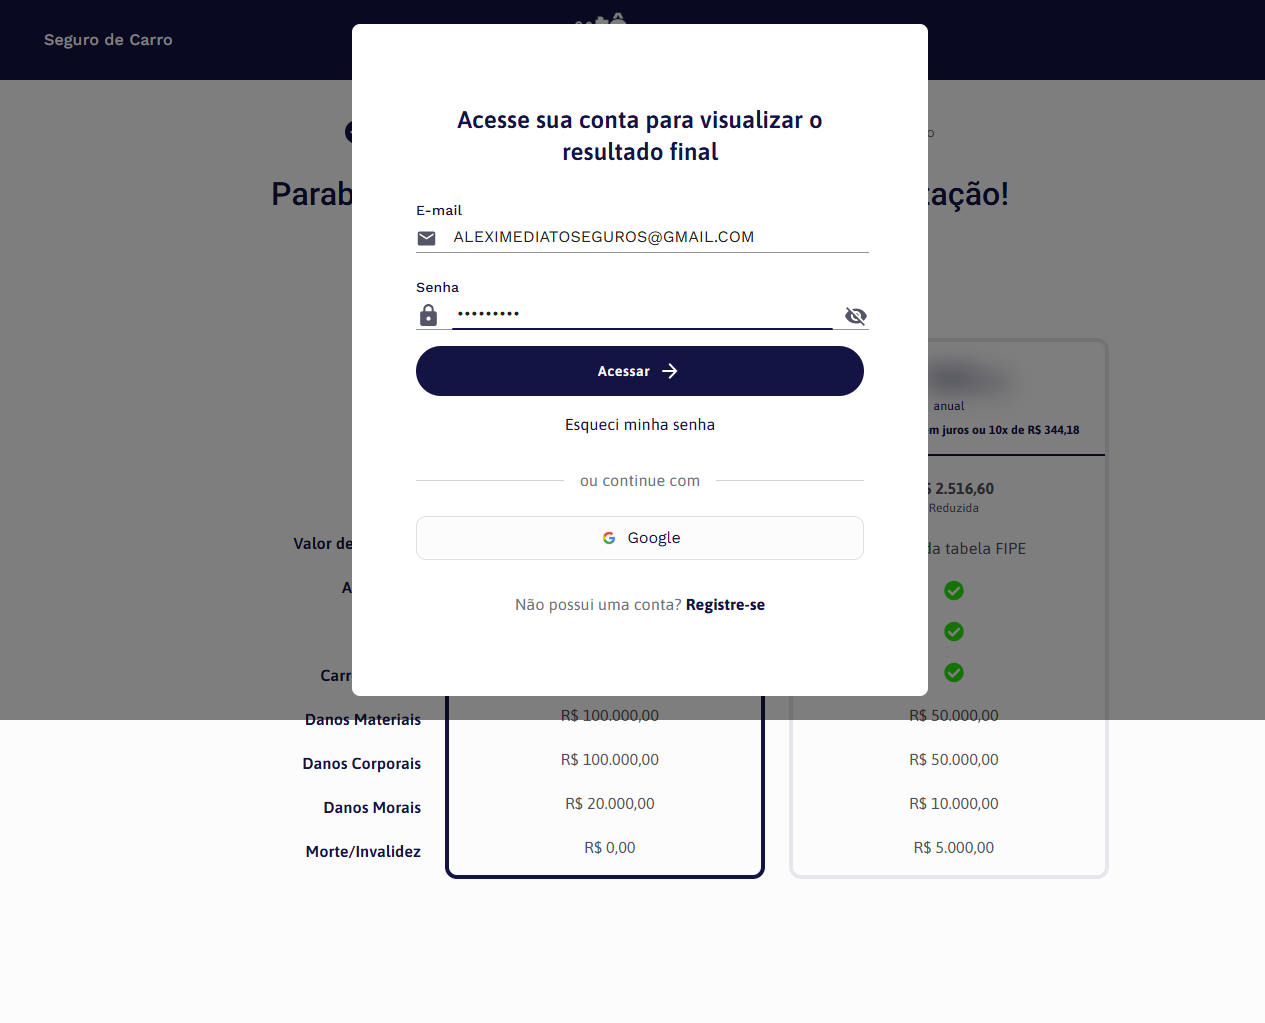 Seguro de Carro
Acesse sua conta para visualizar o
resultado final
Parab
tação!
E-mail
ALEXIMEDIATOSEGUROS@GMAIL.COM
Senha
•••••••••
Acessar
Esqueci minha senha
ou continue com
Google
Não possui uma conta? Registre-se
anual
em juros ou 10x de R$ 344,18
$ 2.516,60
Reduzida
Valor de
da tabela FIPE
A
Carr
Danos Materiais R$ 100.000,00 R$ 50.000,00
Danos Corporais R$ 100.000,00 R$ 50.000,00
Danos Morais R$ 20.000,00 R$ 10.000,00
Morte/Invalidez R$ 0,00 R$ 5.000,00